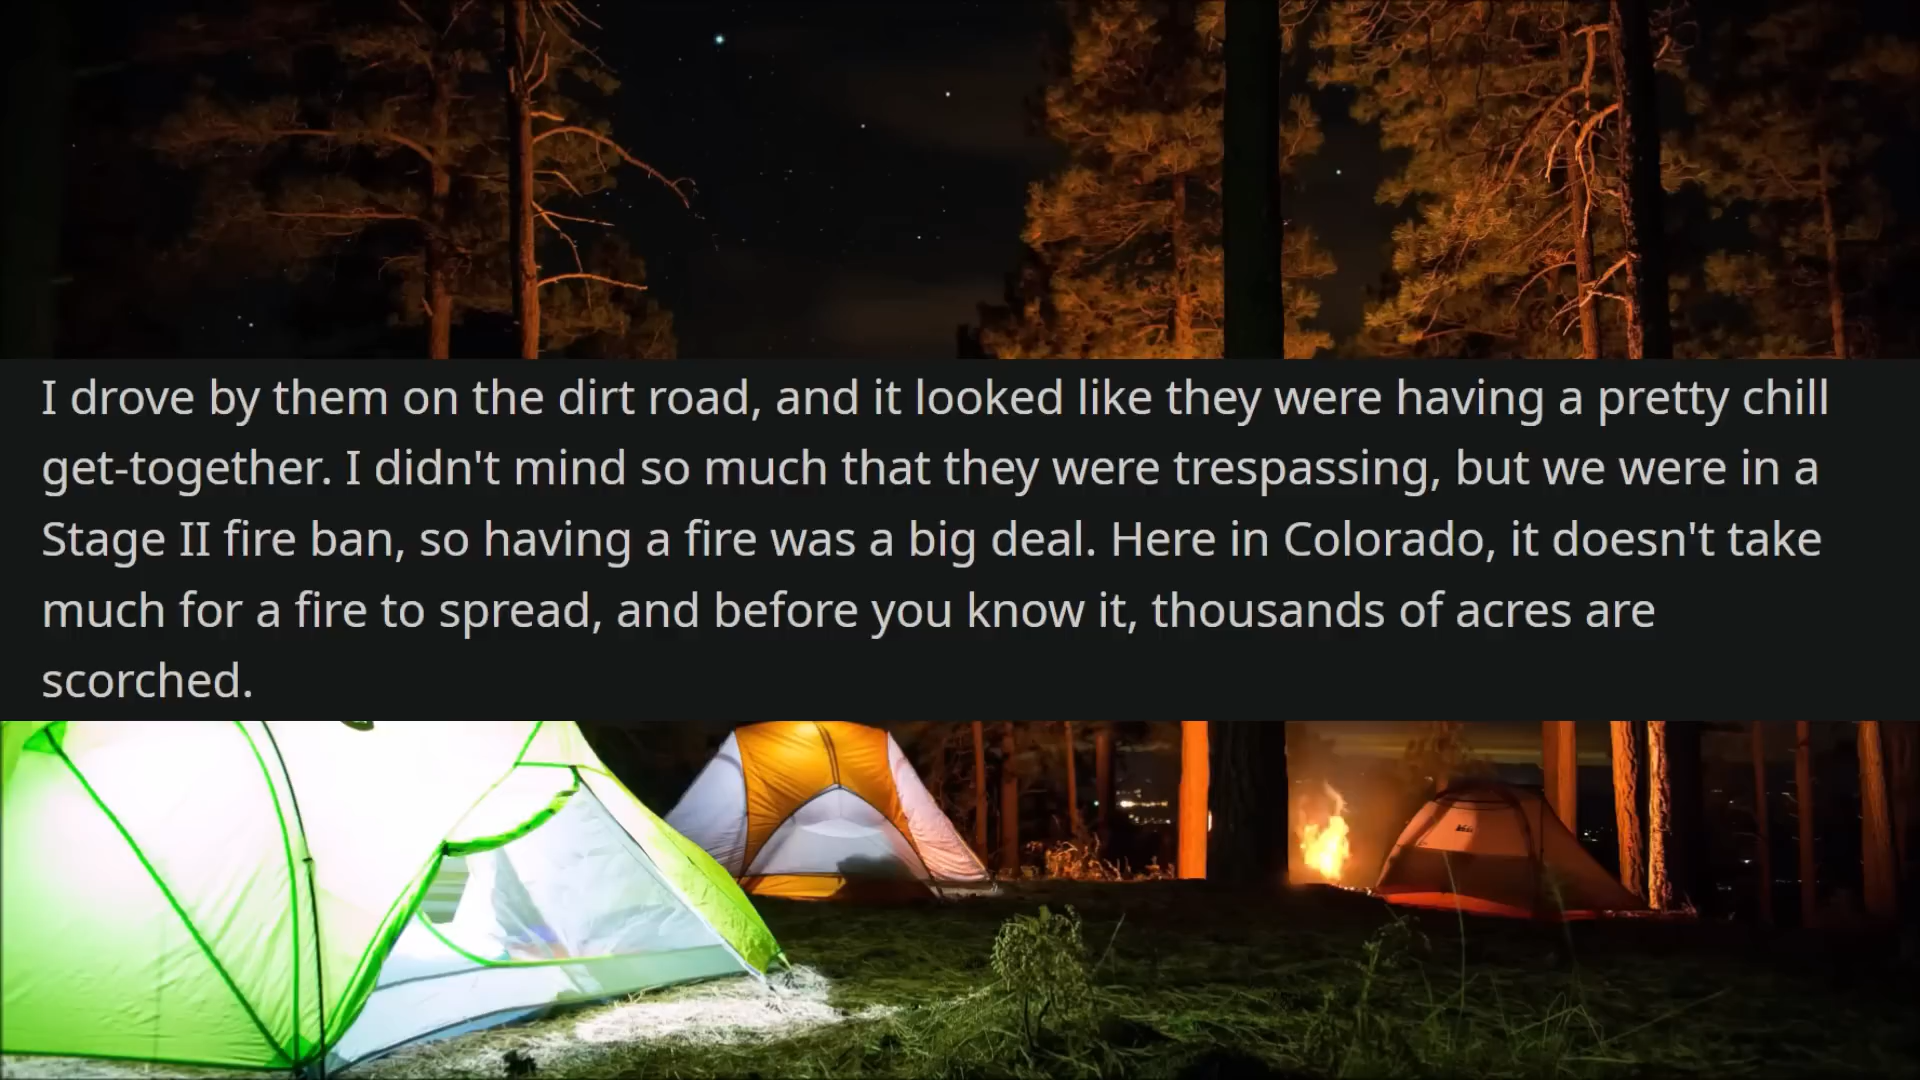 I drove by them on the dirt road, and it looked like they were having a pretty chill
get-together. I didn't mind so much that they were trespassing, but we were in a
Stage II fire ban, so having a fire was a big deal. Here in Colorado, it doesn't take
much for a fire to spread, and before you know it, thousands of acres are
scorched.